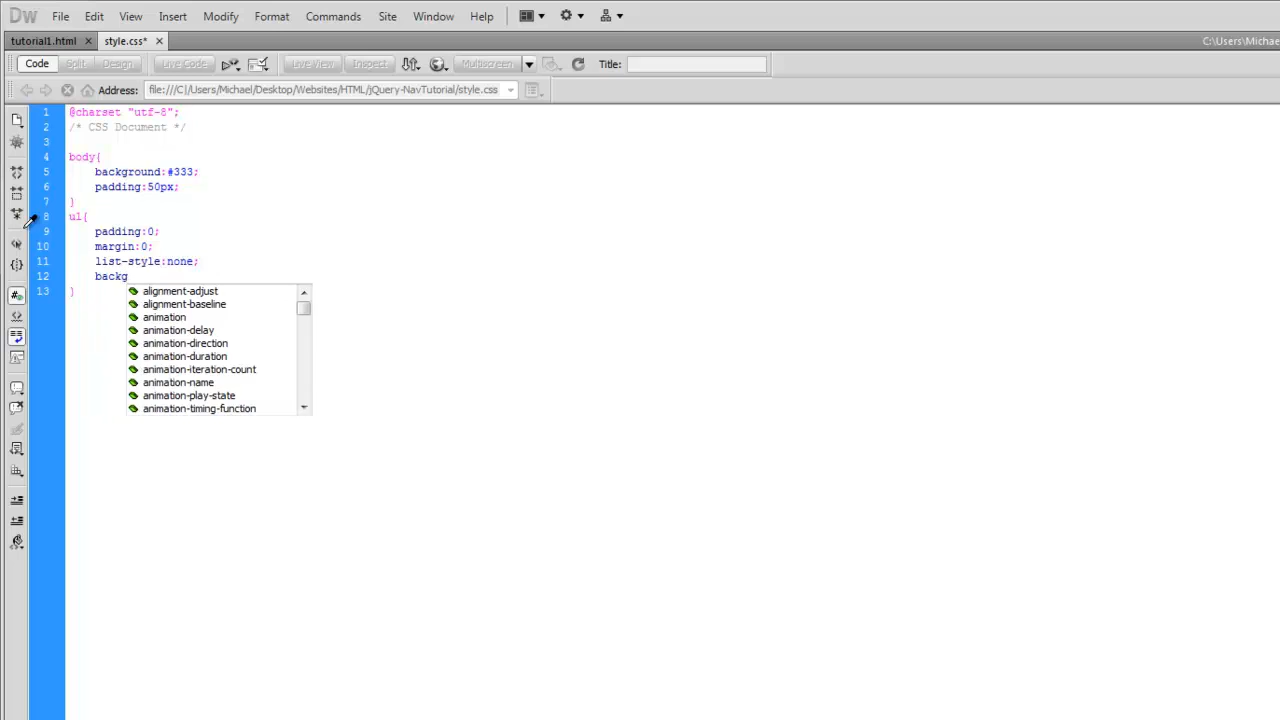 Dw File Edit View Insert Modify Format Commands Site Window Help
tutorial1.html style.css*
C:\Users\Michae
Code Split Design Live Code Live View Inspect Multiscreen Title:
Address: file:///C|/Users/Michael/Desktop/Websites/HTML/jQuery-NavTutorial/style.css
1 @charset "utf-8";
2 /* CSS Document */
3
4 body{
5 background:#333;
6 padding:50px;
7 }
8 ul{
9 padding:0;
10 margin:0;
11 list-style:none;
12 backg
13 }
alignment-adjust
alignment-baseline
animation
animation-delay
animation-direction
animation-duration
animation-iteration-count
animation-name
animation-play-state
animation-timing-function